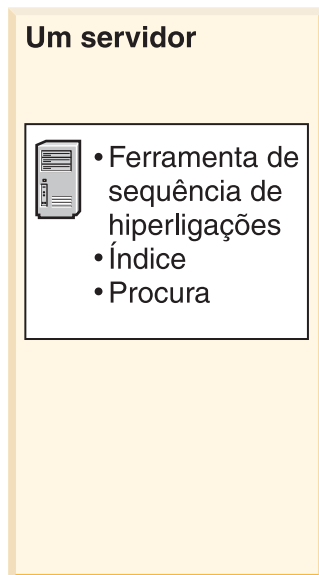 Um servidor
• Ferramenta de
sequência de
hiperligações
• Índice
• Procura